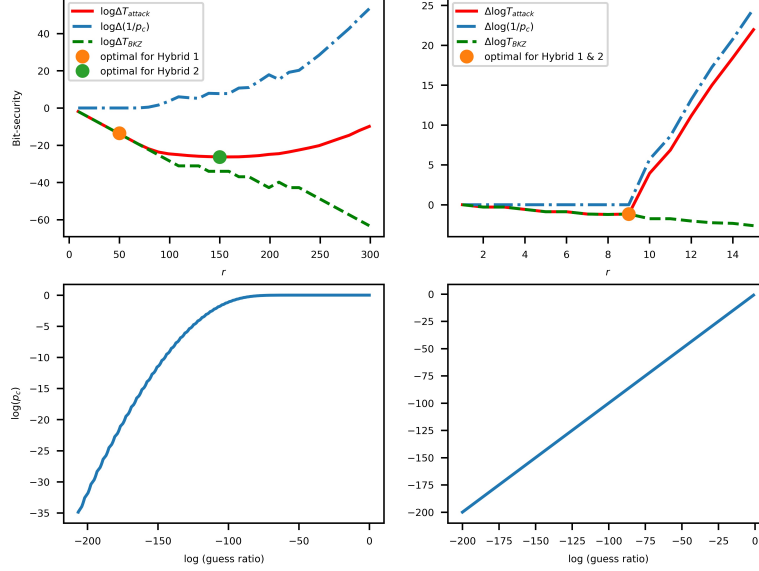 logΔT_attack
logΔ(1/p_c)
logΔT_BKZ
optimal for Hybrid 1
optimal for Hybrid 2
40
20
0
−20
−40
−60
Bit-security
0 50 100 150 200 250 300
r
ΔlogT_attack
Δlog(1/p_c)
ΔlogT_BKZ
optimal for Hybrid 1 & 2
25
20
15
10
5
0
2 4 6 8 10 12 14
r
0
−5
−10
−15
−20
−25
−30
−35
log(p_c)
−200 −150 −100 −50 0
log (guess ratio)
0
−25
−50
−75
−100
−125
−150
−175
−200
−200 −175 −150 −125 −100 −75 −50 −25 0
log (guess ratio)